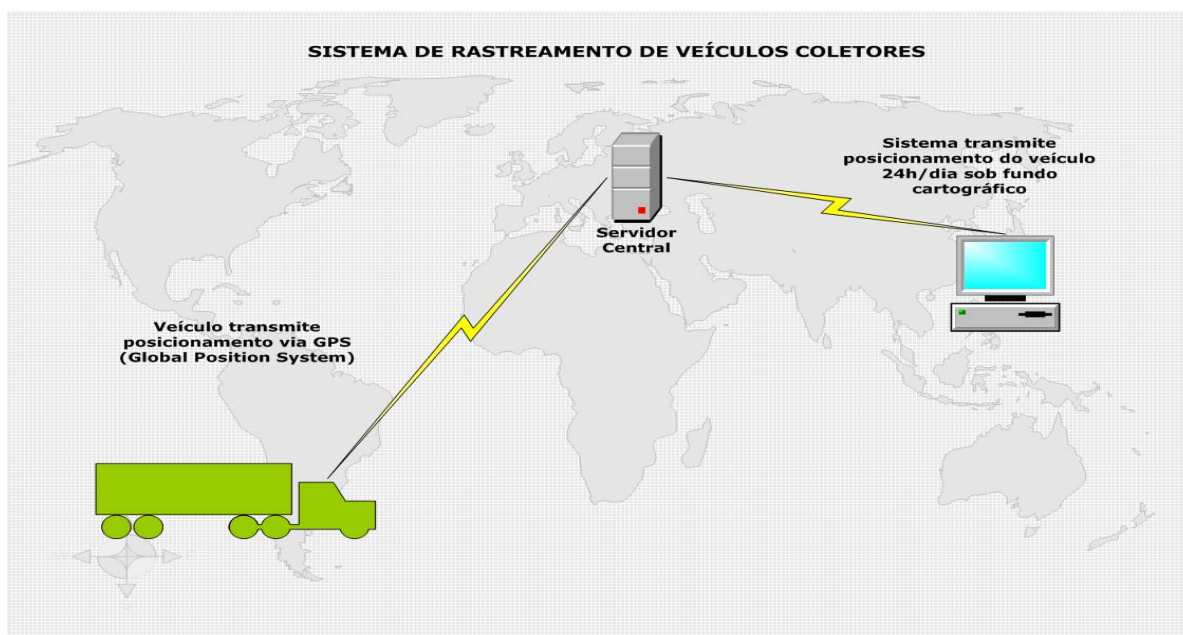 SISTEMA DE RASTREAMENTO DE VEÍCULOS COLETORES
Sistema transmite
posicionamento do veículo
24h/dia sob fundo
cartográfico
Servidor
Central
Veículo transmite
posicionamento via GPS
(Global Position System)